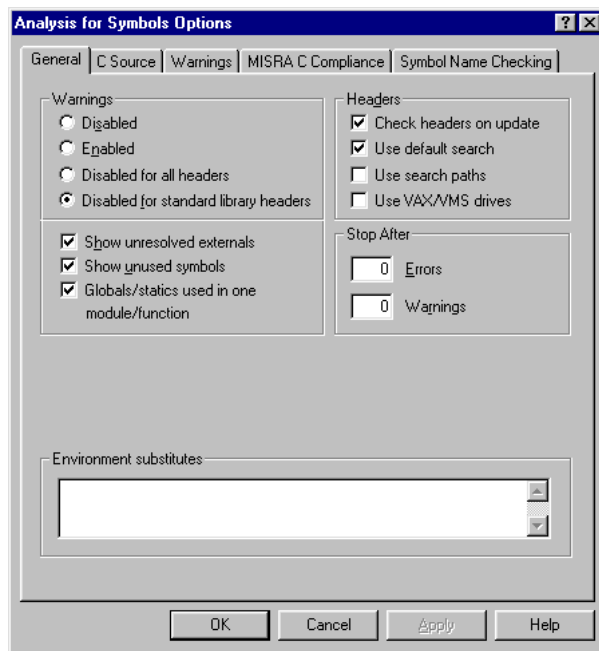 Analysis for Symbols Options
General
C Source
Warnings
MISRA C Compliance
Symbol Name Checking
Warnings
Disabled
Enabled
Disabled for all headers
Disabled for standard library headers
Show unresolved externals
Show unused symbols
Globals/statics used in one
module/function
Headers
Check headers on update
Use default search
Use search paths
Use VAX/VMS drives
Stop After
0 Errors
0 Warnings
Environment substitutes
OK
Cancel
Apply
Help